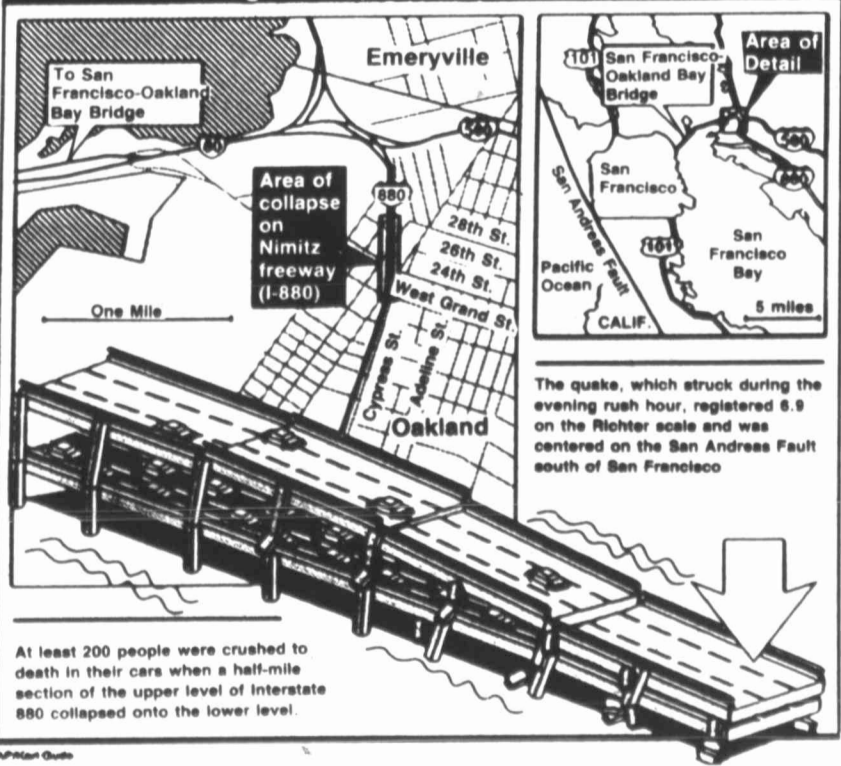 Emeryville
To San
Francisco-Oakland
Bay Bridge
80
580
Area of
collapse
on
Nimitz
freeway
(I-880)
880
28th St.
26th St.
24th St.
West Grand St.
Cypress St.
Adeline St.
Oakland
One Mile
101
San Francisco-
Oakland Bay
Bridge
Area of
Detail
580
880
San
Francisco
San Andreas Fault
101
San
Francisco
Bay
Pacific
Ocean
CALIF.
5 miles
The quake, which struck during the
evening rush hour, registered 6.9
on the Richter scale and was
centered on the San Andreas Fault
south of San Francisco
At least 200 people were crushed to
death in their cars when a half-mile
section of the upper level of Interstate
880 collapsed onto the lower level.